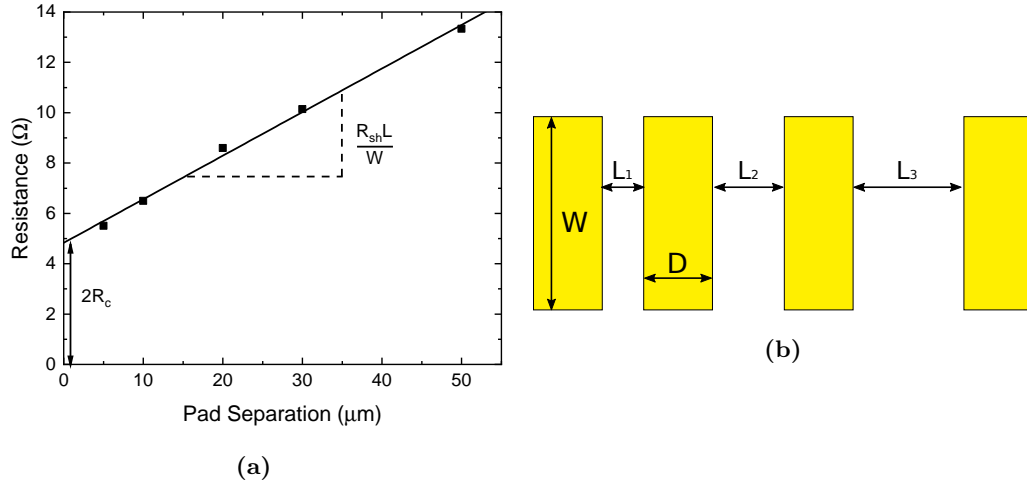 14
12
10
8
6
4
2
0
Resistance (Ω)
R_shL
W
2R_c
0 10 20 30 40 50
Pad Separation (μm)
(a)
L₁ L₂ L₃
W
D
(b)